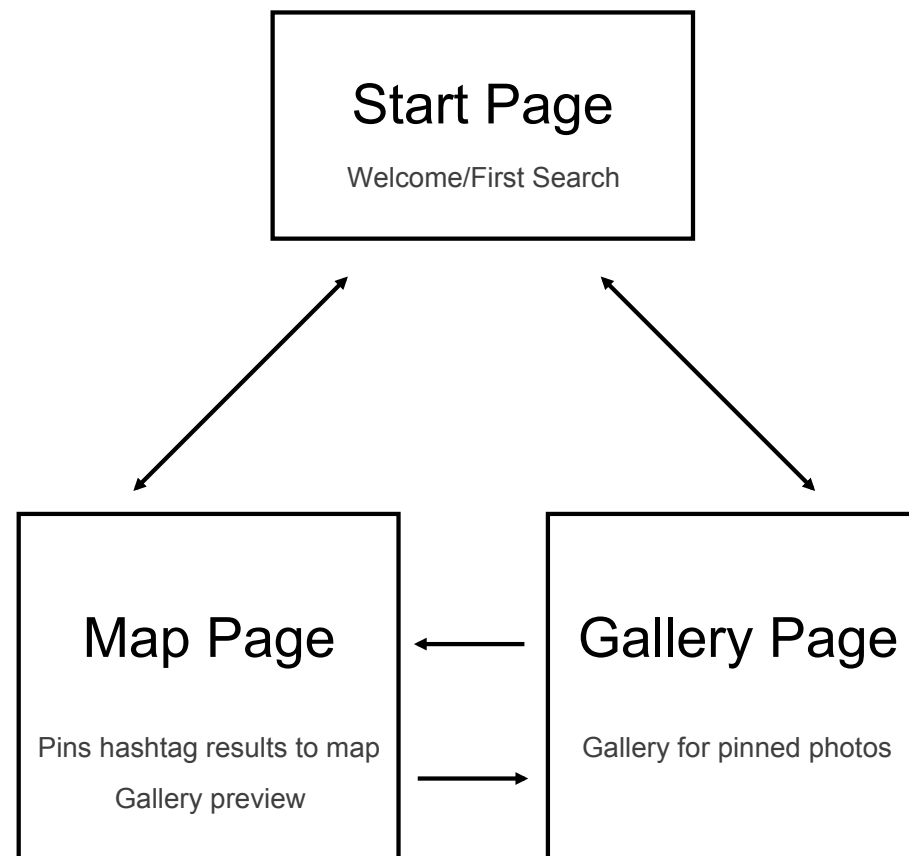 Start Page
Welcome/First Search
Map Page
Pins hashtag results to map
Gallery preview
Gallery Page
Gallery for pinned photos